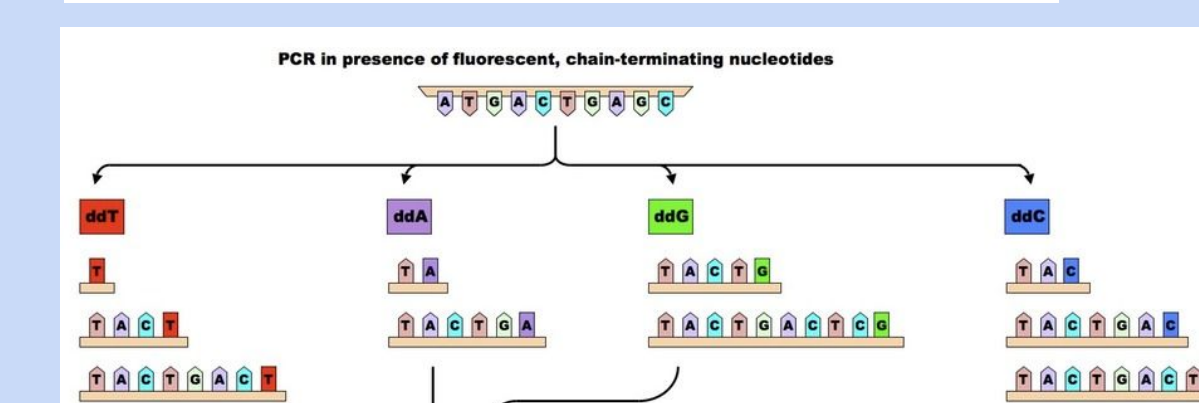 PCR in presence of fluorescent, chain-terminating nucleotides
A T G A C T G A G C
ddT ddA ddG ddC
T T A T A C T G T A C
T A C T T A C T G A T A C T G A C T C G T A C T G A C
T A C T G A C T T A C T G A C T